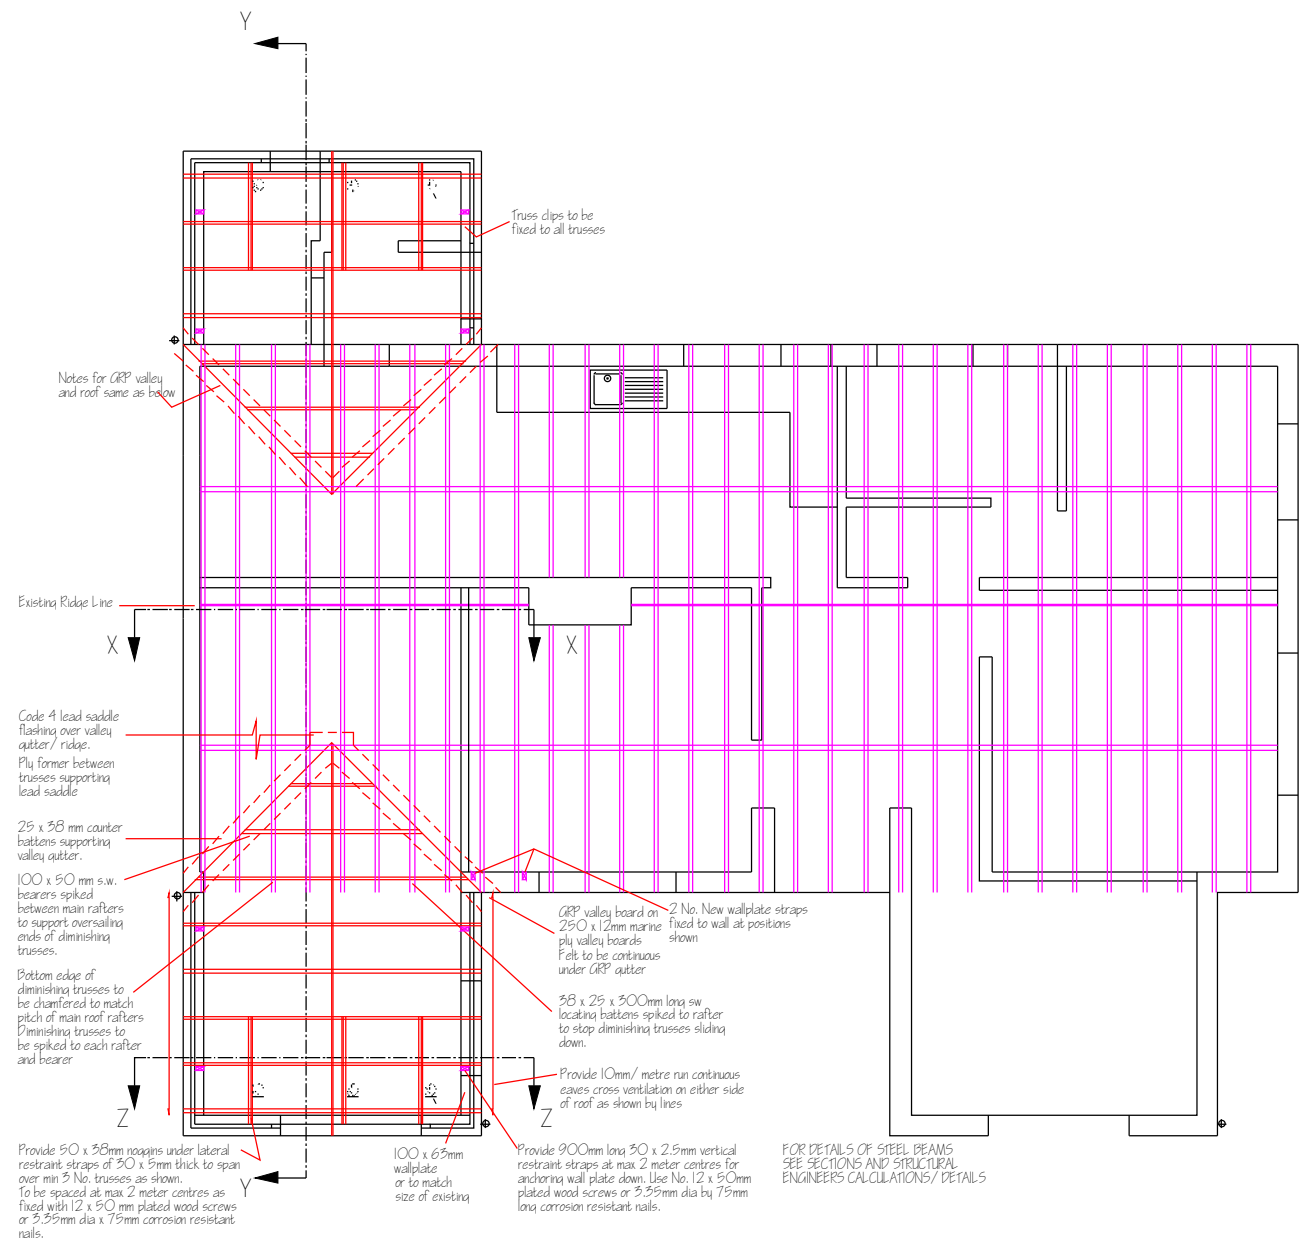 Y
Truss clips to be
fixed to all trusses
Notes for GRP valley
and roof same as below
Existing Ridge Line
X
X
Code 4 lead saddle
flashing over valley
gutter/ ridge.
Ply former between
trusses supporting
lead saddle
25 x 38 mm counter
battens supporting
valley gutter.
100 x 50 mm s.w.
bearers spiked
between main rafters
to support oversailing
ends of diminishing
trusses.
Bottom edge of
diminishing trusses to
be chamfered to match
pitch of main roof rafters
Diminishing trusses to
be spiked to each rafter
and bearer
GRP valley board on
250 x 12mm marine
ply valley boards
Felt to be continuous
under GRP gutter
2 No. New wallplate straps
fixed to wall at positions
shown
38 x 25 x 300mm long sw
locating battens spiked to rafter
to stop diminishing trusses sliding
down.
Provide 10mm/ metre run continuous
eaves cross ventilation on either side
of roof as shown by lines
Z
Z
Provide 50 x 38mm noggins under lateral
restraint straps of 30 x 5mm thick to span
over min 3 No. trusses as shown.
To be spaced at max 2 meter centres as
fixed with 12 x 50 mm plated wood screws
or 3.35mm dia x 75mm corrosion resistant
nails.
Y
100 x 63mm
wallplate
or to match
size of existing
Provide 900mm long 30 x 2.5mm vertical
restraint straps at max 2 meter centres for
anchoring wall plate down. Use No. 12 x 50mm
plated wood screws or 3.35mm dia by 75mm
long corrosion resistant nails.
FOR DETAILS OF STEEL BEAMS
SEE SECTIONS AND STRUCTURAL
ENGINEERS CALCULATIONS/ DETAILS